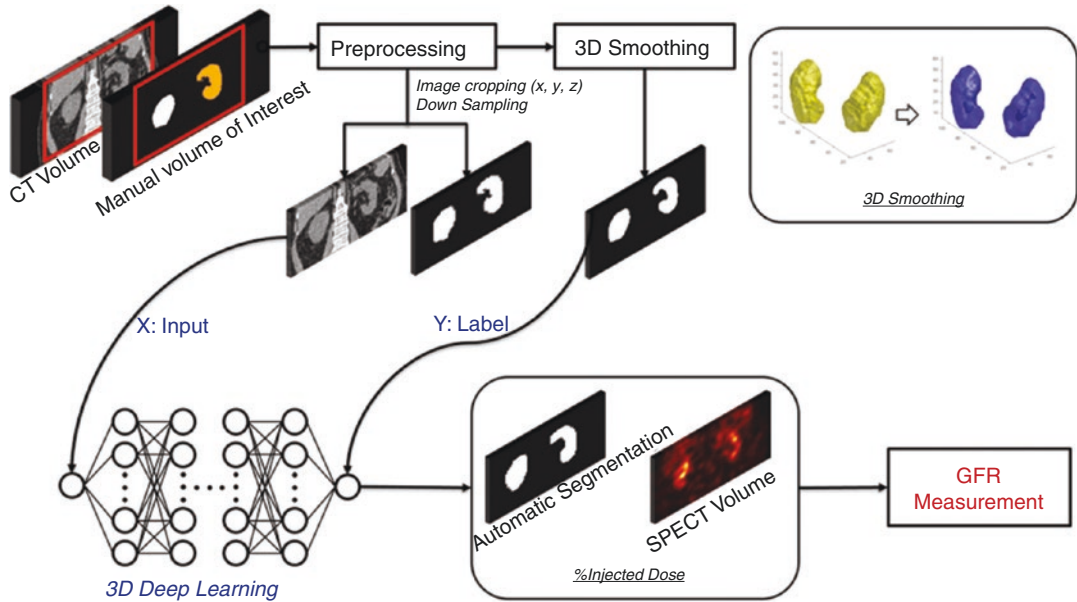 CT Volume
Manual volume of Interest
Preprocessing
3D Smoothing
Image cropping (x, y, z)
Down Sampling
3D Smoothing
X: Input
Y: Label
3D Deep Learning
Automatic Segmentation
SPECT Volume
%Injected Dose
GFR
Measurement